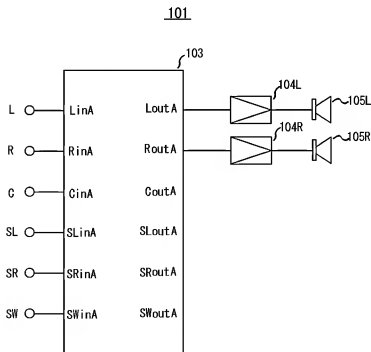 101
103
L LinA LoutA 104L 105L
R RinA RoutA 104R 105R
C CinA CoutA
SL SLinA SLoutA
SR SRinA SRoutA
SW SWinA SWoutA